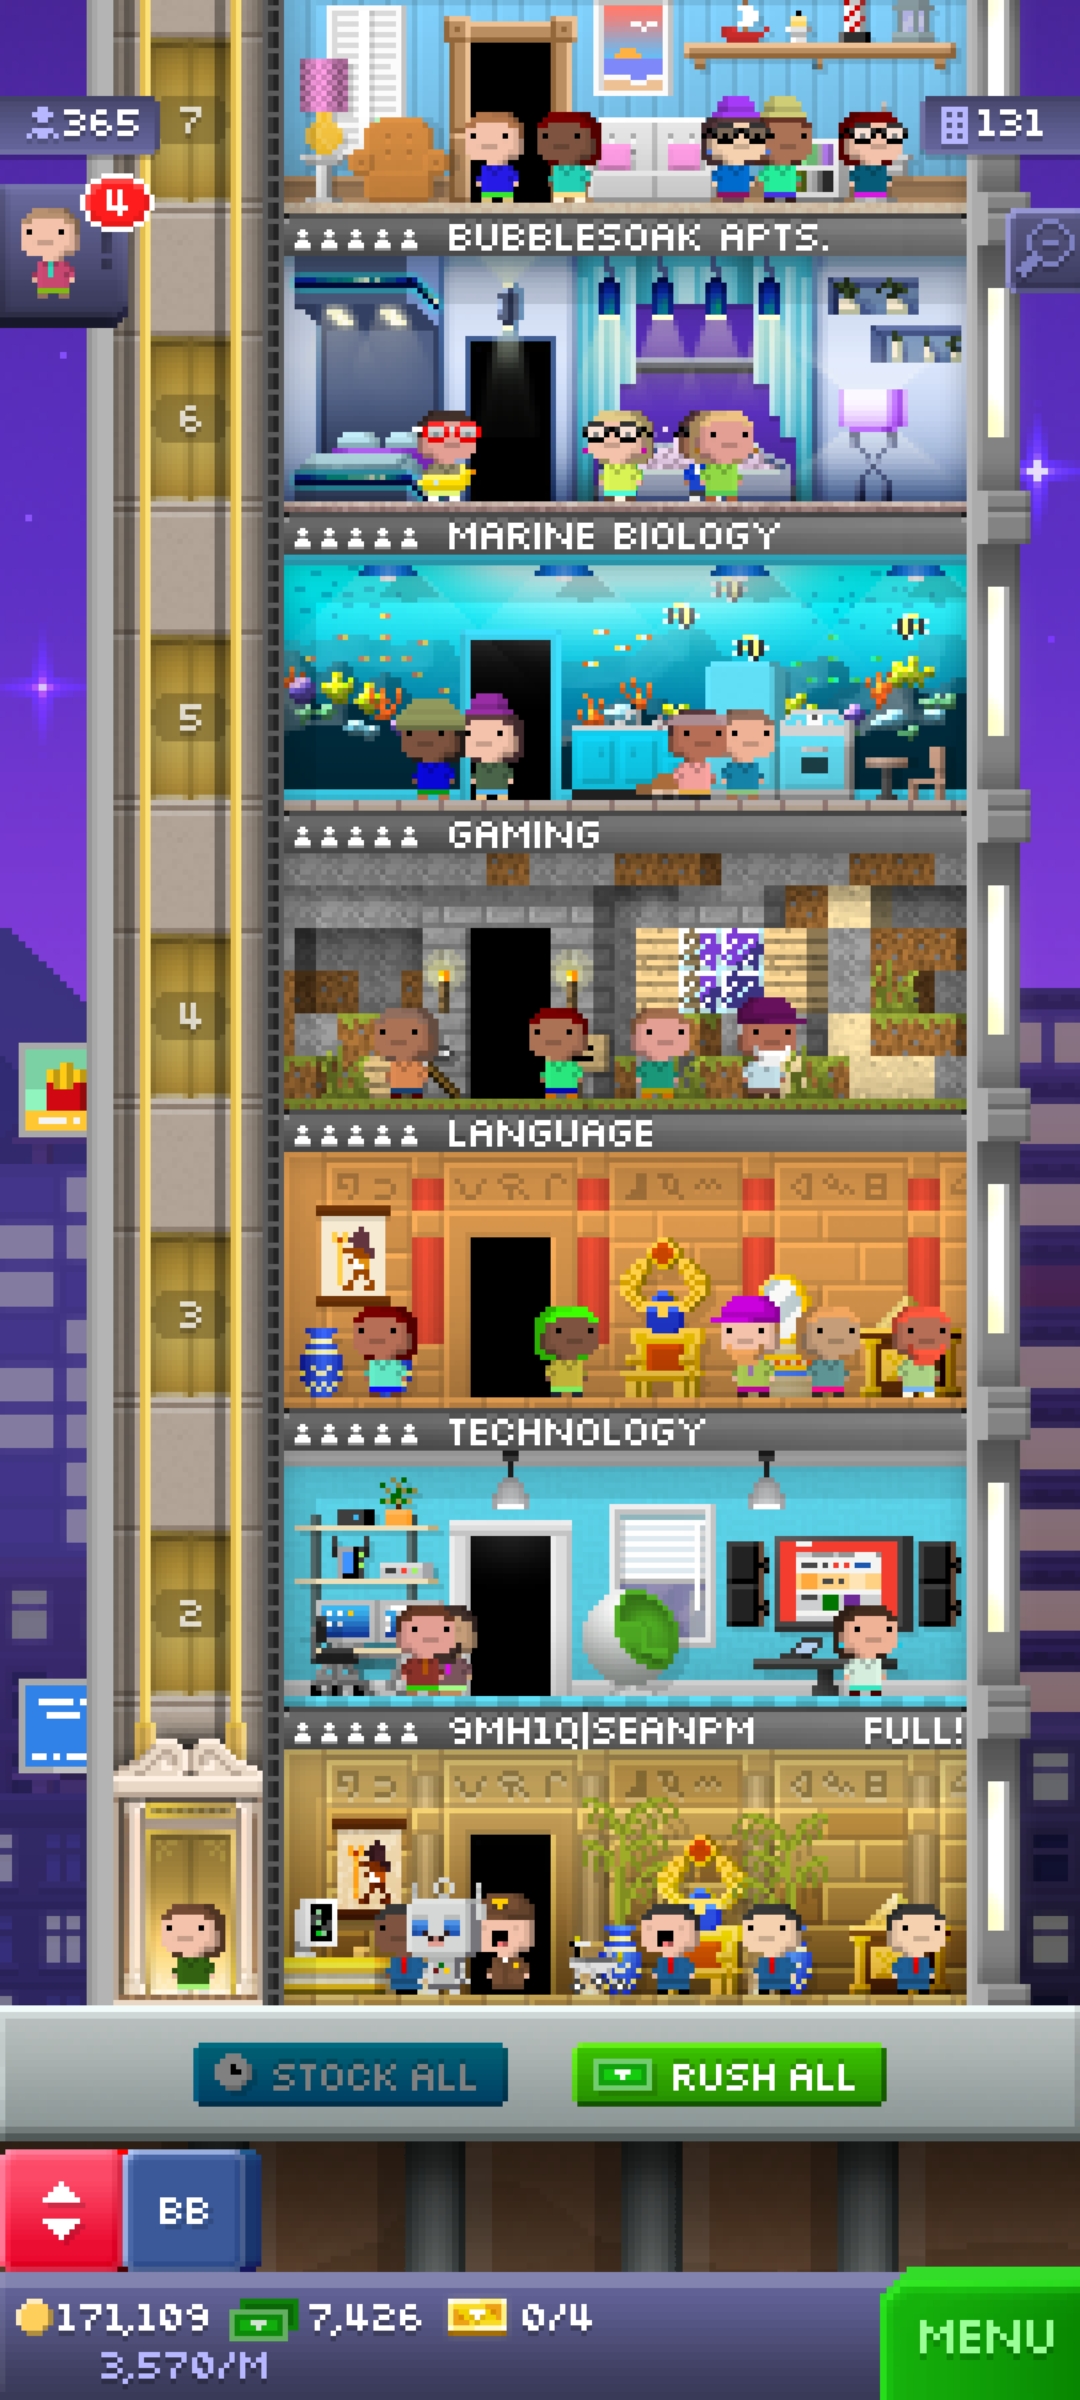 7
365
131
4
BUBBLESOAK APTS.
6
MARINE BIOLOGY
5
GAMING
4
LANGUAGE
3
TECHNOLOGY
2
9MH1Q|SEANPM FULL!
STOCK ALL
RUSH ALL
BB
171,109 7,426 0/4
3,570/M
MENU